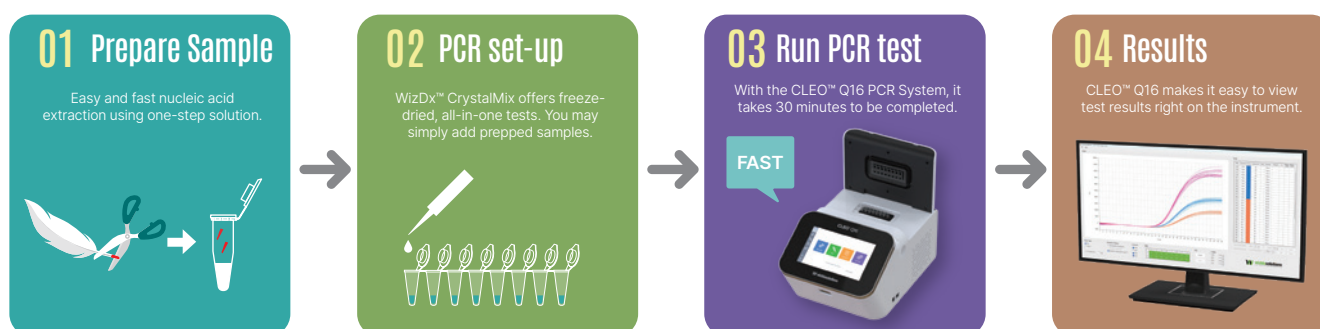 01 Prepare Sample
Easy and fast nucleic acid
extraction using one-step solution.
02 PCR set-up
WizDx™ CrystalMix offers freeze-
dried, all-in-one tests. You may
simply add prepped samples.
03 Run PCR test
With the CLEO™ Q16 PCR System, it
takes 30 minutes to be completed.
FAST
04 Results
CLEO™ Q16 makes it easy to view
test results right on the instrument.